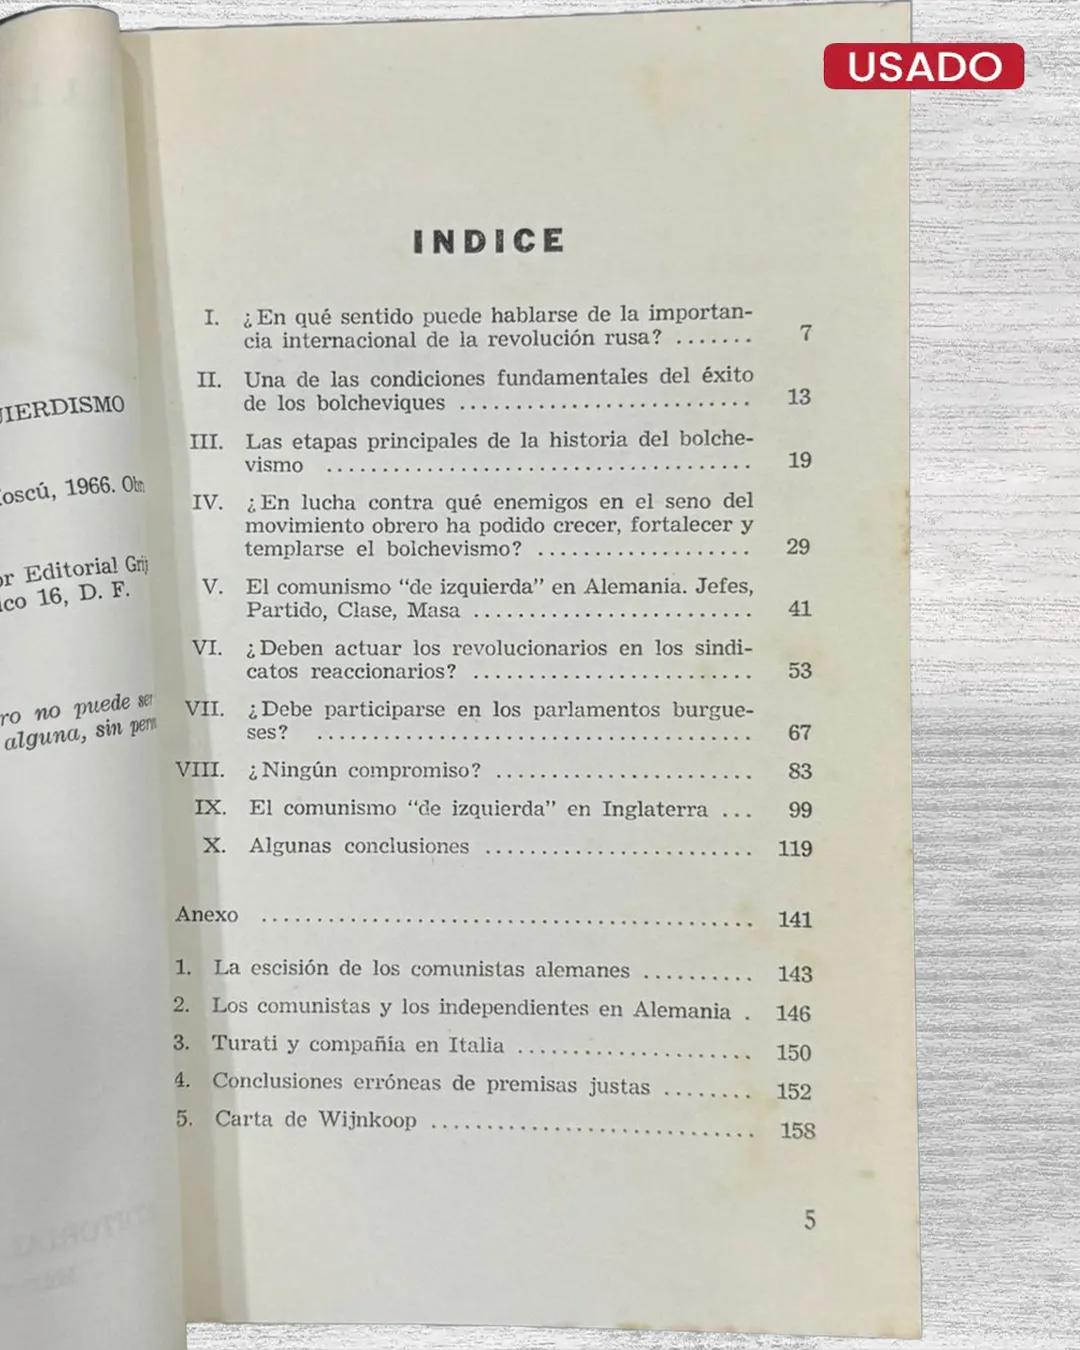 USADO
UIERDISMO
oscú, 1966.
or Editorial
ico 16, D. F.
ro no puede ser
alguna, sin
INDICE
I. ¿En qué sentido puede hablarse de la importan-
cia internacional de la revolución rusa? ....... 7
II. Una de las condiciones fundamentales del éxito
de los bolcheviques .......................... 13
III. Las etapas principales de la historia del bolche-
vismo ...................................... 19
IV. ¿En lucha contra qué enemigos en el seno del
movimiento obrero ha podido crecer, fortalecer y
templarse el bolchevismo? ................... 29
V. El comunismo “de izquierda” en Alemania. Jefes,
Partido, Clase, Masa ......................... 41
VI. ¿Deben actuar los revolucionarios en los sindi-
catos reaccionarios? ......................... 53
VII. ¿Debe participarse en los parlamentos burgue-
ses? ....................................... 67
VIII. ¿Ningún compromiso? ....................... 83
IX. El comunismo “de izquierda” en Inglaterra ... 99
X. Algunas conclusiones ........................ 119
Anexo ............................................. 141
1. La escisión de los comunistas alemanes .......... 143
2. Los comunistas y los independientes en Alemania . 146
3. Turati y compañía en Italia ...................... 150
4. Conclusiones erróneas de premisas justas ........ 152
5. Carta de Wijnkoop .............................. 158
5